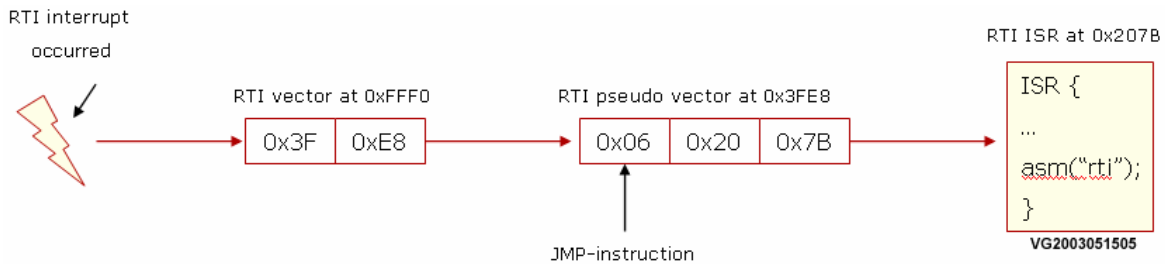 RTI interrupt
occurred
RTI ISR at 0x207B
RTI vector at 0xFFF0
RTI pseudo vector at 0x3FE8
0x3F 0xE8
0x06 0x20 0x7B
ISR {
...
asm("rti");
}
VG2003051505
JMP-instruction